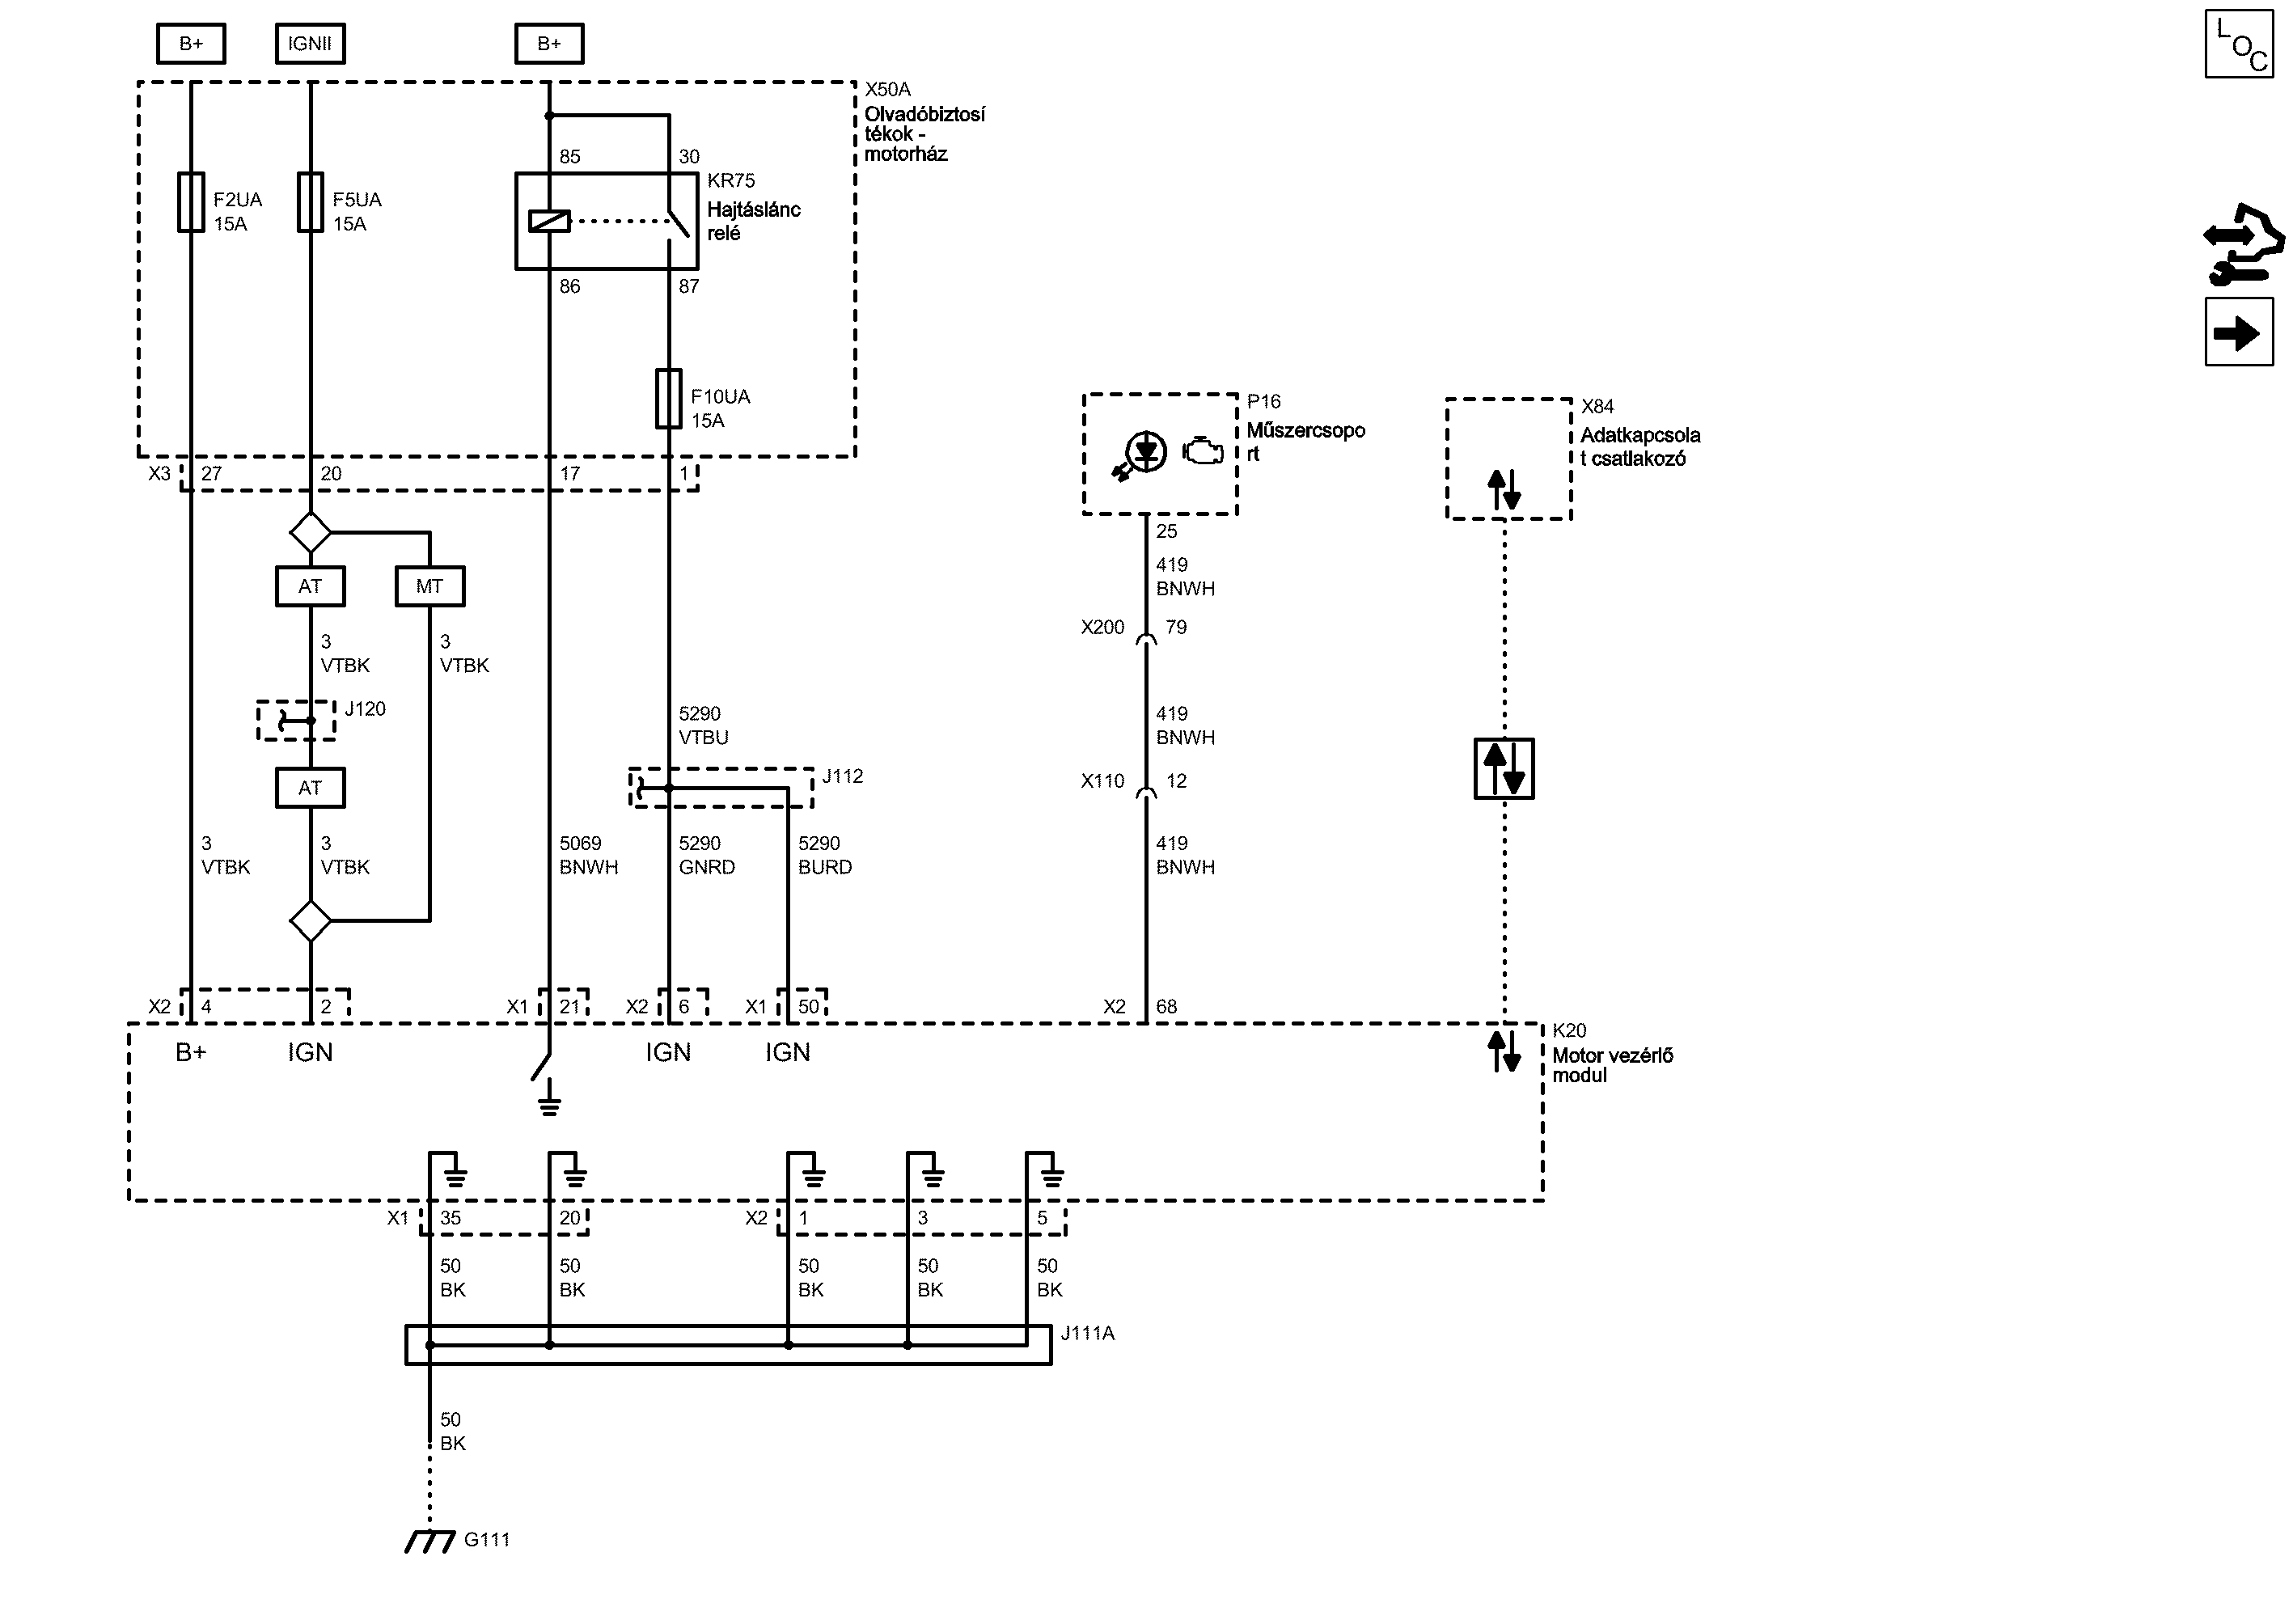 B+
IGNII
B+
LOC
X50A
Olvadóbiztosí
tékok -
motorház
85
30
KR75
Hajtáslánc
relé
F2UA
15A
F5UA
15A
86
87
F10UA
15A
P16
Műszercsopo
rt
X84
Adatkapcsola
t csatlakozó
X3
27
20
17
1
25
419
BNWH
AT
MT
X200
79
3
VTBK
3
VTBK
J120
5290
VTBU
419
BNWH
J112
X110
12
AT
3
VTBK
3
VTBK
5069
BNWH
5290
GNRD
5290
BURD
419
BNWH
X2
4
2
X1
21
X2
6
X1
50
X2
68
K20
Motor vezérlő
modul
B+
IGN
IGN
IGN
X1
35
20
X2
1
3
5
50
BK
50
BK
50
BK
50
BK
50
BK
J111A
50
BK
G111